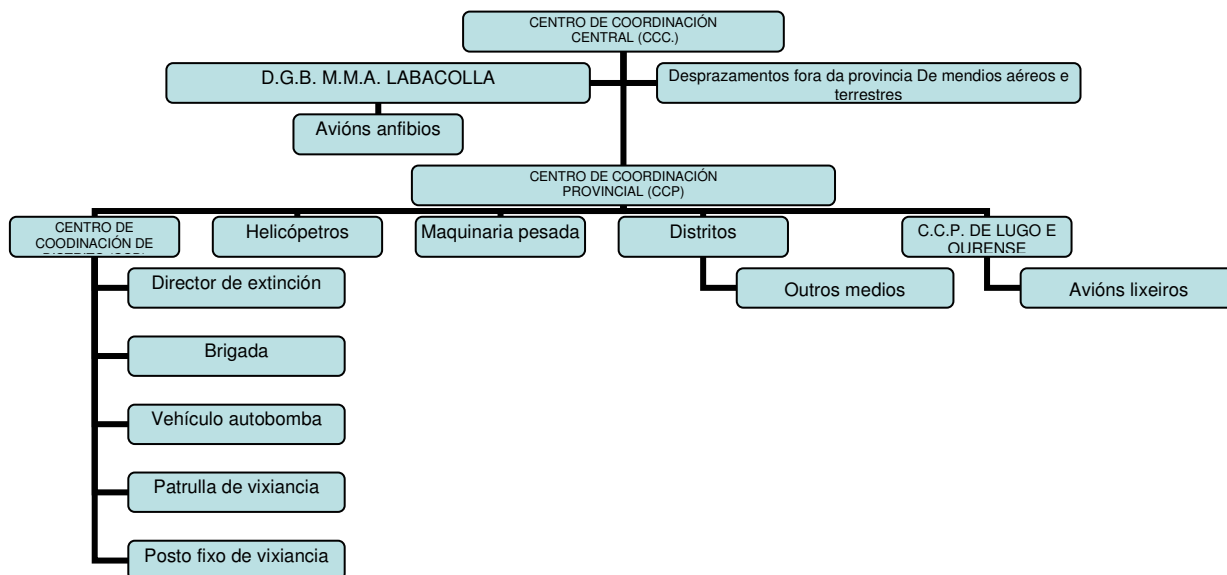 CENTRO DE COORDINACIÓN
CENTRAL (CCC.)
D.G.B. M.M.A. LABACOLLA
Desprazamentos fora da provincia De mendios aéreos e
terrestres
Avións anfibios
CENTRO DE COORDINACIÓN
PROVINCIAL (CCP)
CENTRO DE
COODINACIÓN DE
Helicópetros
Maquinaria pesada
Distritos
C.C.P. DE LUGO E
OURENSE
Director de extinción
Outros medios
Avións lixeiros
Brigada
Vehículo autobomba
Patrulla de vixiancia
Posto fixo de vixiancia